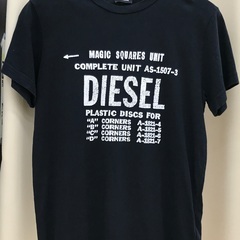 ← MAGIC SQUARES UNIT
COMPLETE UNIT AS-1507-3
DIESEL
PLASTIC DISCS FOR
"A" CORNERS A-3321-4
"B" CORNERS A-3321-5
"C" CORNERS A-3321-6
"D" CORNERS A-3321-7